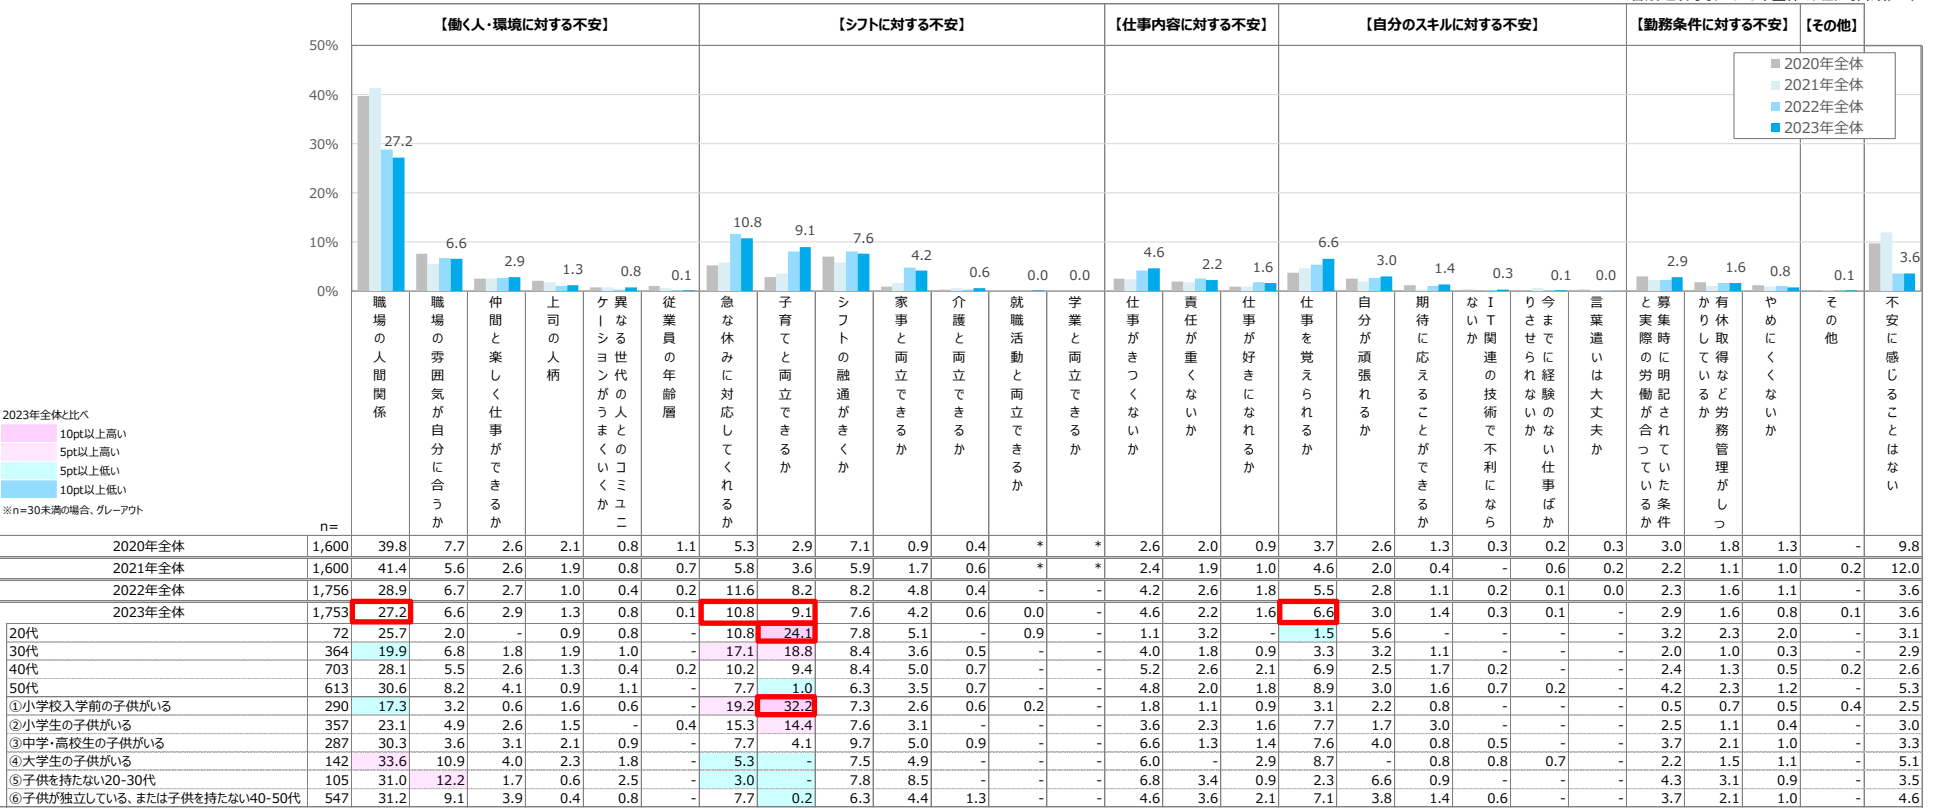 【働く人・環境に対する不安】 【シフトに対する不安】 【仕事内容に対する不安】 【自分のスキルに対する不安】 【勤務条件に対する不安】 【その他】
50%
40%
30%
20%
10%
0%
2020年全体
2021年全体
2022年全体
2023年全体
27.2 6.6 2.9 1.3 0.8 0.1 10.8 9.1 7.6 4.2 0.6 0.0 0.0 4.6 2.2 1.6 6.6 3.0 1.4 0.3 0.1 0.0 2.9 1.6 0.8 0.1 3.6
職場の人間関係
職場の雰囲気が自分に合うか
仲間と楽しく仕事ができるか
上司の人柄
異なる世代の人とのコミュニ
ケーションがうまくいくか
従業員の年齢層
急な休みに対応してくれるか
子育てと両立できるか
シフトの融通がきくか
家事と両立できるか
介護と両立できるか
就職活動と両立できるか
学業と両立できるか
仕事がきつくないか
責任が重くないか
仕事が好きになれるか
仕事を覚えられるか
自分が頑張れるか
期待に応えることができるか
IT関連の技術で不利になら
ないか
今までに経験のない仕事ばか
りさせられないか
言葉遣いは大丈夫か
募集時に明記されていた条件
と実際の労働が合っているか
有休取得など労務管理がしっ
かりしているか
やめにくくないか
その他
不安に感じることはない
2023年全体と比べ
10pt以上高い
5pt以上高い
5pt以上低い
10pt以上低い
※n=30未満の場合、グレーアウト
n=
2020年全体 1,600 39.8 7.7 2.6 2.1 0.8 1.1 5.3 2.9 7.1 0.9 0.4 * * 2.6 2.0 0.9 3.7 2.6 1.3 0.3 0.2 0.3 3.0 1.8 1.3 - 9.8
2021年全体 1,600 41.4 5.6 2.6 1.9 0.8 0.7 5.8 3.6 5.9 1.7 0.6 * * 2.4 1.9 1.0 4.6 2.0 0.4 - 0.6 0.2 2.2 1.1 1.0 0.2 12.0
2022年全体 1,756 28.9 6.7 2.7 1.0 0.4 0.2 11.6 8.2 8.2 4.8 0.4 - - 4.2 2.6 1.8 5.5 2.8 1.1 0.2 0.1 0.0 2.3 1.6 1.1 - 3.6
2023年全体 1,753 27.2 6.6 2.9 1.3 0.8 0.1 10.8 9.1 7.6 4.2 0.6 0.0 - 4.6 2.2 1.6 6.6 3.0 1.4 0.3 0.1 - 2.9 1.6 0.8 0.1 3.6
20代 72 25.7 2.0 - 0.9 0.8 - 10.8 24.1 7.8 5.1 - 0.9 - 1.1 3.2 - 1.5 5.6 - - - - 3.2 2.3 2.0 - 3.1
30代 364 19.9 6.8 1.8 1.9 1.0 - 17.1 18.8 8.4 3.6 0.5 - - 4.0 1.8 0.9 3.3 3.2 1.1 - - - 2.0 1.0 0.3 - 2.9
40代 703 28.1 5.5 2.6 1.3 0.4 0.2 10.2 9.4 8.4 5.0 0.7 - - 5.2 2.6 2.1 6.9 2.5 1.7 0.2 - - 2.4 1.3 0.5 0.2 2.6
50代 613 30.6 8.2 4.1 0.9 1.1 - 7.7 1.0 6.3 3.5 0.7 - - 4.8 2.0 1.8 8.9 3.0 1.6 0.7 0.2 - 4.2 2.3 1.2 - 5.3
①小学校入学前の子供がいる 290 17.3 3.2 0.6 1.6 0.6 - 19.2 32.2 7.3 2.6 0.6 0.2 - 1.8 1.1 0.9 3.1 2.2 0.8 - - - 0.5 0.7 0.5 0.4 2.5
②小学生の子供がいる 357 23.1 4.9 2.6 1.5 - 0.4 15.3 14.4 7.6 3.1 - - - 3.6 2.3 1.6 7.7 1.7 3.0 - - - 2.5 1.1 0.4 - 3.0
③中学・高校生の子供がいる 287 30.3 3.6 3.1 2.1 0.9 - 7.7 4.1 9.7 5.0 0.9 - - 6.6 1.3 1.4 7.6 4.0 0.8 0.5 - - 3.7 2.1 1.0 - 3.3
④大学生の子供がいる 142 33.6 10.9 4.0 2.3 1.8 - 5.3 - 7.5 4.9 - - - 6.0 - 2.9 8.7 - 0.8 0.8 0.7 - 2.2 1.5 1.1 - 5.1
⑤子供を持たない20-30代 105 31.0 12.2 1.7 0.6 2.5 - 3.0 - 7.8 8.5 - - - 6.8 3.4 0.9 2.3 6.6 0.9 - - - 4.3 3.1 0.9 - 3.5
⑥子供が独立している、または子供を持たない40-50代 547 31.2 9.1 3.9 0.4 0.8 - 7.7 0.2 6.3 4.4 1.3 - - 4.6 3.6 2.1 7.1 3.8 1.4 0.6 - - 3.7 2.1 1.0 - 4.6